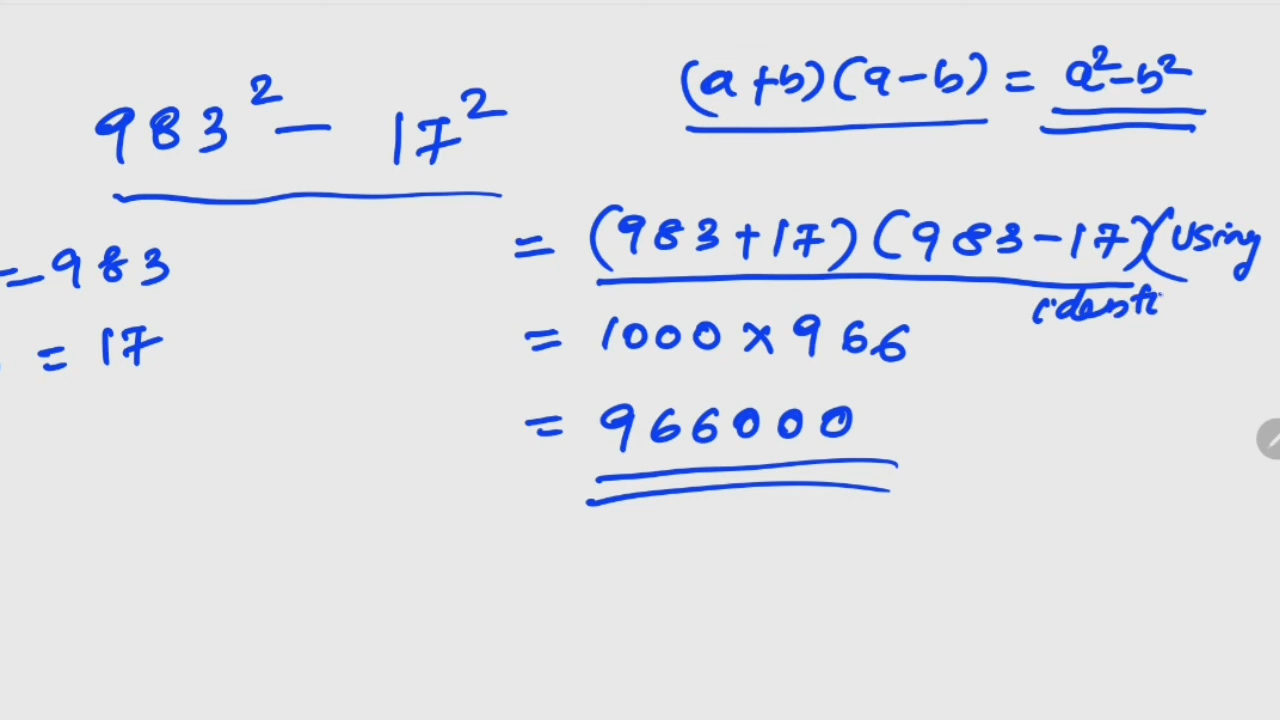 983² – 17²
(a+b)(a–b) = a²–b²
= 983
= 17
= (983+17)(983–17) (using
identi
= 1000 × 966
= 966000